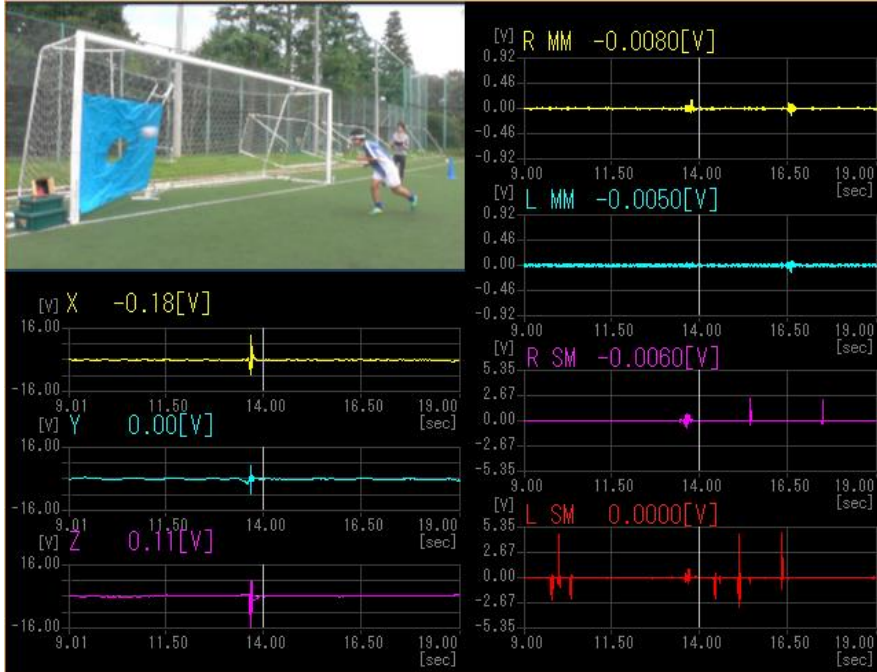 X -0.18[V]
[V]
16.00
-16.00
9.01 11.50 14.00 16.50 19.00
[sec]
Y 0.00[V]
[V]
16.00
-16.00
9.01 11.50 14.00 16.50 19.00
[sec]
Z 0.11[V]
[V]
16.00
-16.00
9.01 11.50 14.00 16.50 19.00
[sec]
[V] R MM -0.0080[V]
0.92
0.46
0.00
-0.46
-0.92
9.00 11.50 14.00 16.50 19.00
[sec]
[V] L MM -0.0050[V]
0.92
0.46
0.00
-0.46
-0.92
9.00 11.50 14.00 16.50 19.00
[sec]
[V] R SM -0.0060[V]
5.35
2.67
0.00
-2.67
-5.35
9.00 11.50 14.00 16.50 19.00
[sec]
[V] L SM 0.0000[V]
5.35
2.67
0.00
-2.67
-5.35
9.00 11.50 14.00 16.50 19.00
[sec]